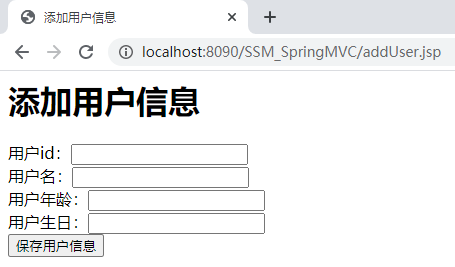 添加用户信息
localhost:8090/SSM_SpringMVC/addUser.jsp
添加用户信息
用户id：
用户名：
用户年龄：
用户生日：
保存用户信息